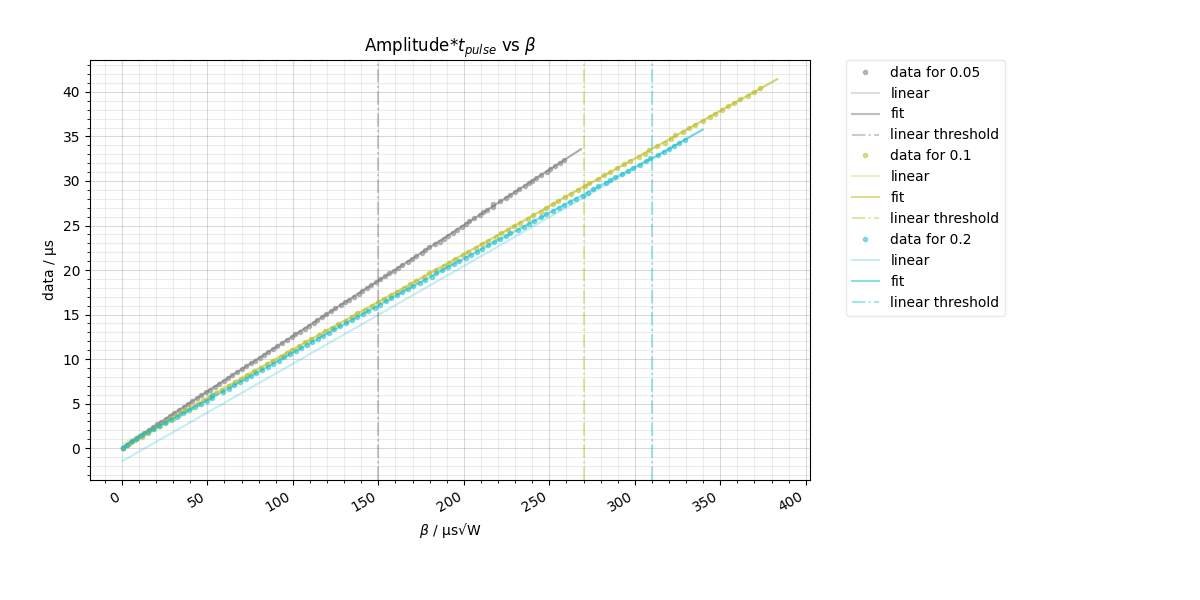 Amplitude*t_pulse vs β
data / μs
40
35
30
25
20
15
10
5
0
0
50
100
150
200
250
300
350
400
β / μs√W
data for 0.05
linear
fit
linear threshold
data for 0.1
linear
fit
linear threshold
data for 0.2
linear
fit
linear threshold